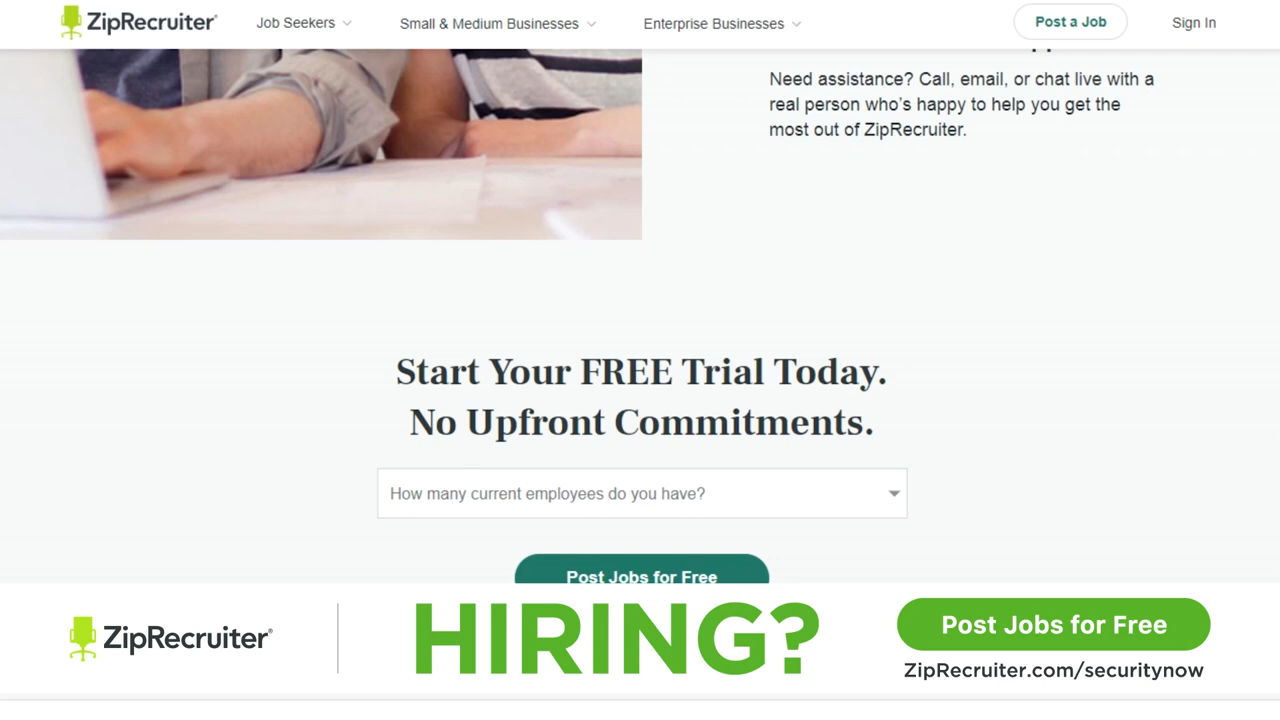 ZipRecruiter®
Job Seekers
Small & Medium Businesses
Enterprise Businesses
Post a Job
Sign In
Need assistance? Call, email, or chat live with a
real person who's happy to help you get the
most out of ZipRecruiter.
Start Your FREE Trial Today.
No Upfront Commitments.
How many current employees do you have?
Post Jobs for Free
ZipRecruiter®
HIRING?
Post Jobs for Free
ZipRecruiter.com/securitynow